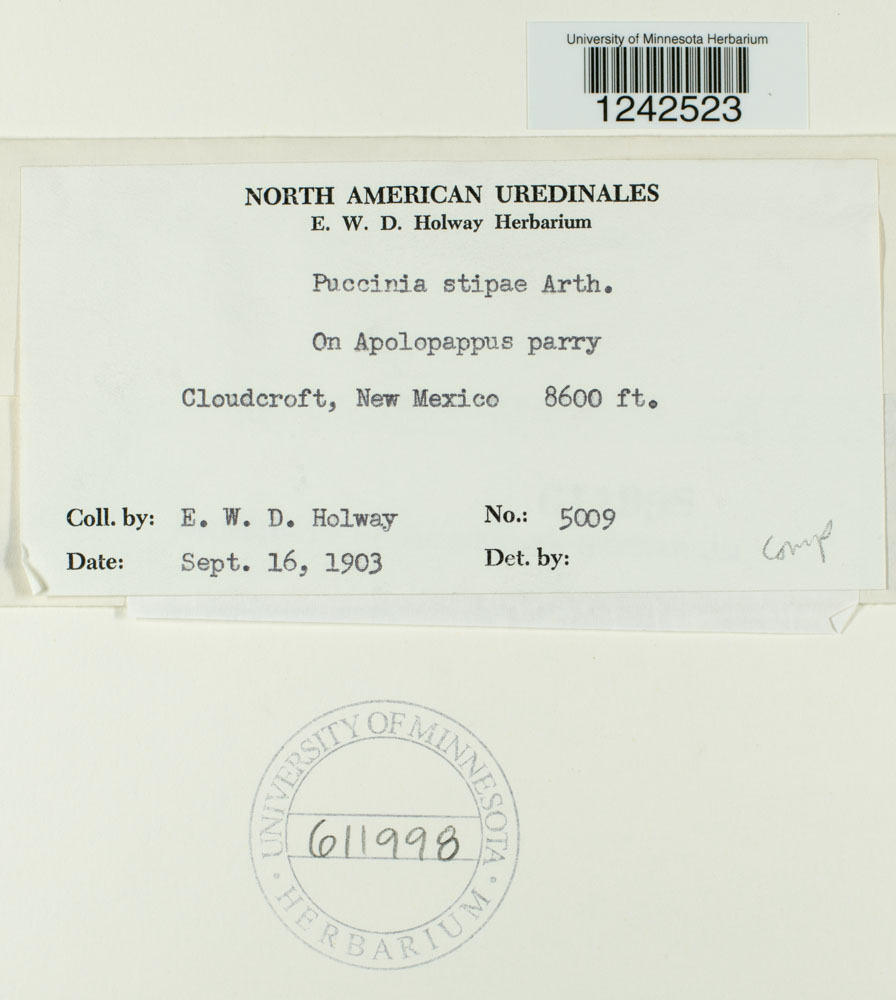 University of Minnesota Herbarium
1242523
NORTH AMERICAN UREDINALES
E. W. D. Holway Herbarium
Puccinia stipae Arth.
On Apolopappus parry
Cloudcroft, New Mexico 8600 ft.
Coll. by: E. W. D. Holway No.: 5009
Date: Sept. 16, 1903 Det. by:
comp
UNIVERSITY OF MINNESOTA
611998
· HERBARIUM ·